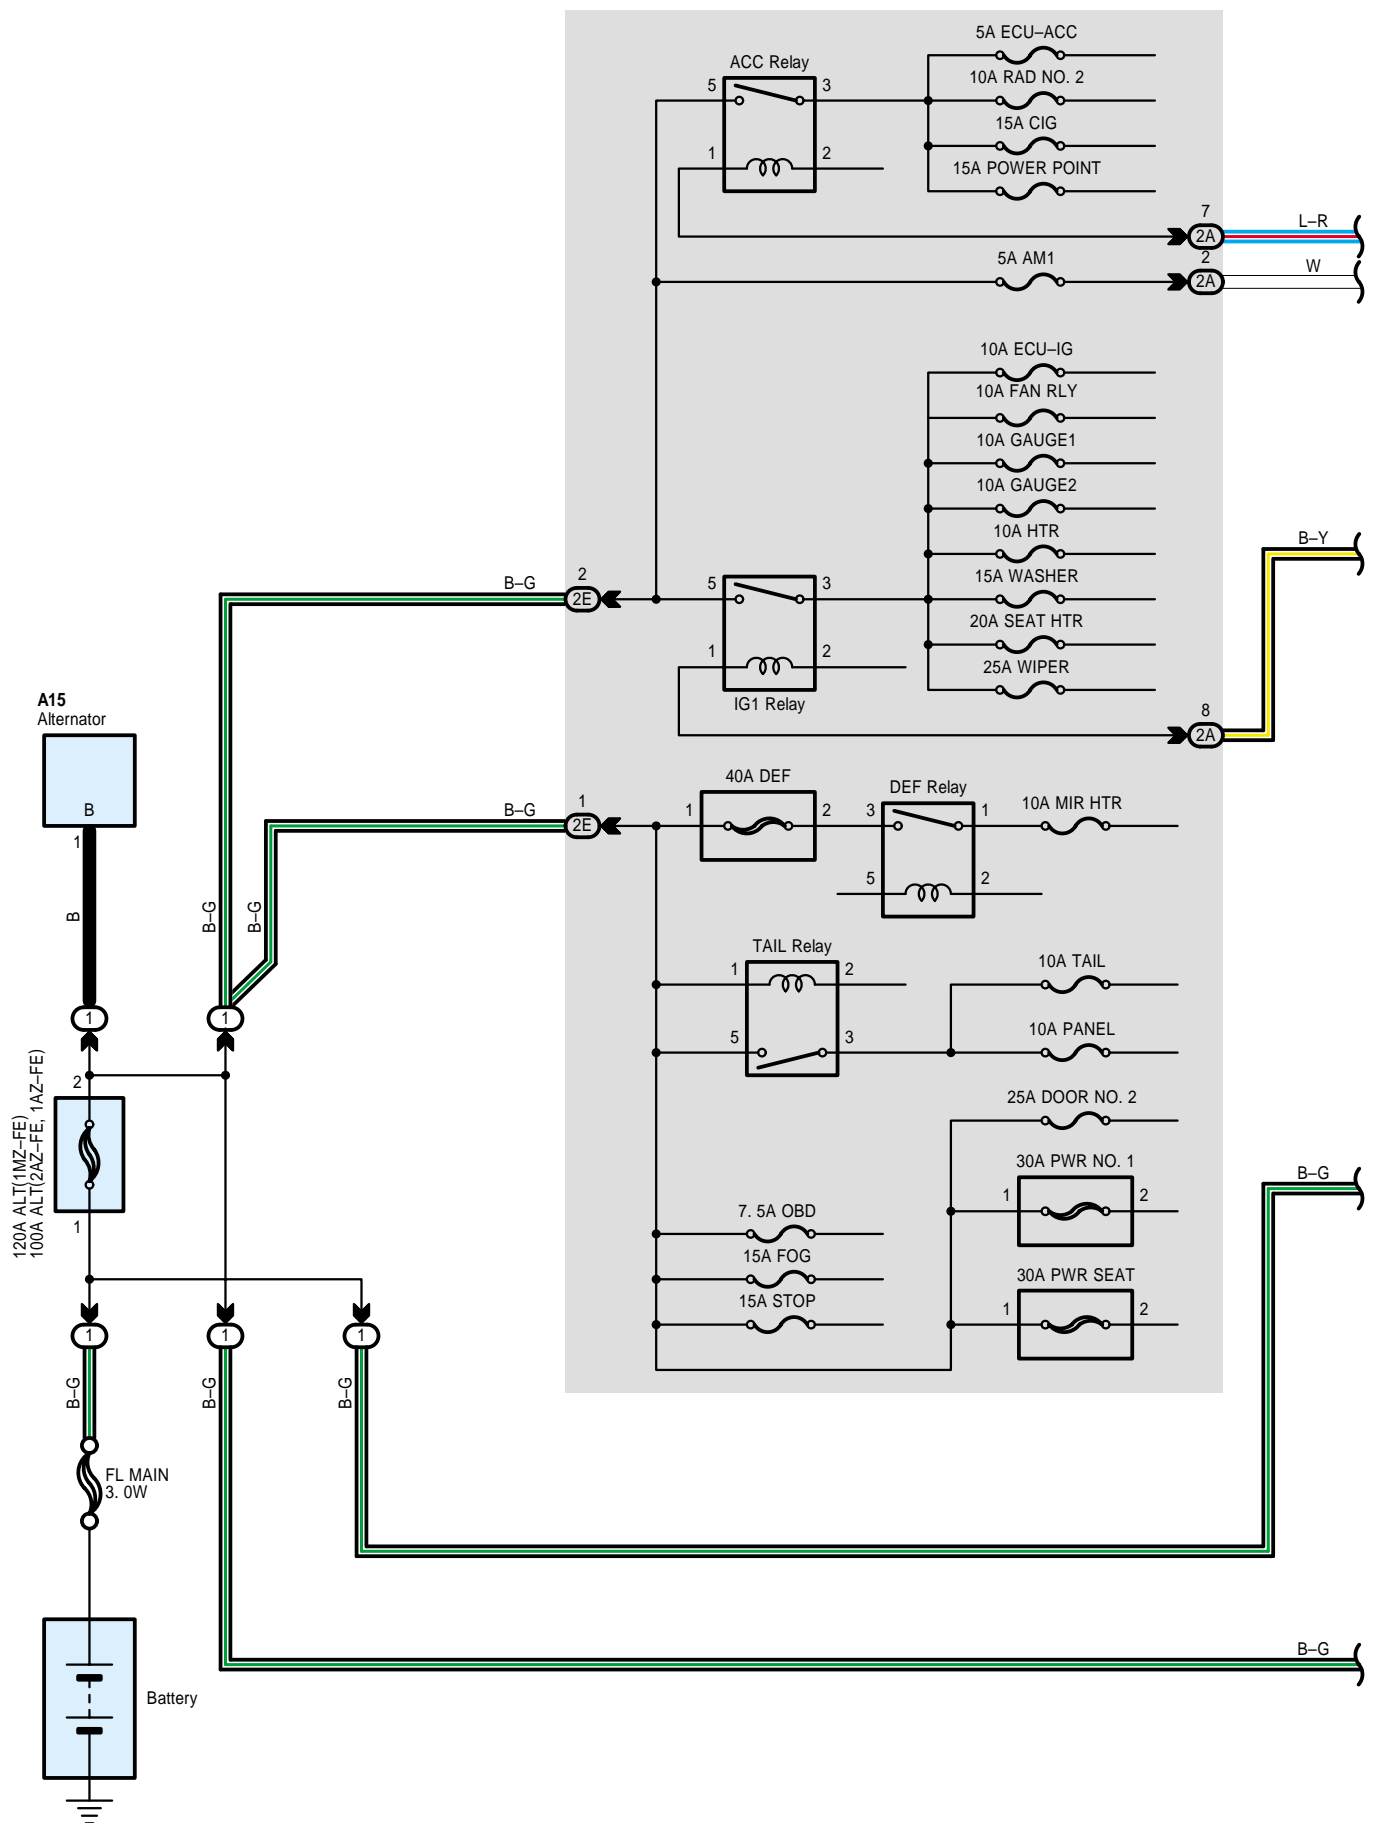 5A ECU–ACC
ACC Relay
10A RAD NO. 2
5
3
15A CIG
1
2
15A POWER POINT
7
2A
L–R
5A AM1
2
2A
W
10A ECU–IG
10A FAN RLY
10A GAUGE1
10A GAUGE2
10A HTR
B–Y
B–G
2
2E
5
3
15A WASHER
20A SEAT HTR
1
2
25A WIPER
IG1 Relay
8
2A
A15
Alternator
B
1
B
40A DEF
DEF Relay
B–G
1
2E
1
2
3
1
10A MIR HTR
5
2
B–G
B–G
TAIL Relay
1
2
10A TAIL
5
3
10A PANEL
1
1
2
120A ALT(1MZ–FE)
100A ALT(2AZ–FE, 1AZ–FE)
1
25A DOOR NO. 2
30A PWR NO. 1
1
2
B–G
7. 5A OBD
15A FOG
15A STOP
30A PWR SEAT
1
2
1
1
1
B–G
B–G
B–G
FL MAIN
3. 0W
B–G
Battery